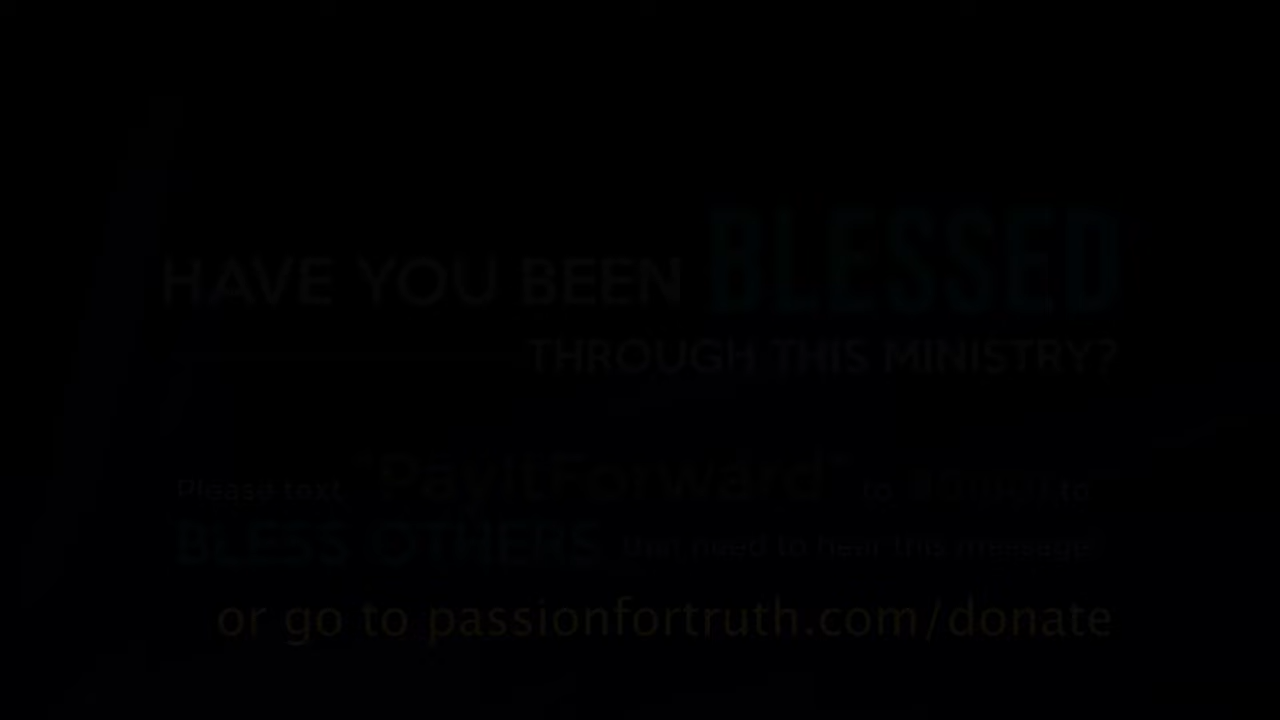 HAVE YOU BEEN BLESSED
THROUGH THIS MINISTRY?
Please text "PayItForward" to to
BLESS OTHERS that need to hear this message!
or go to passionfortruth.com/donate